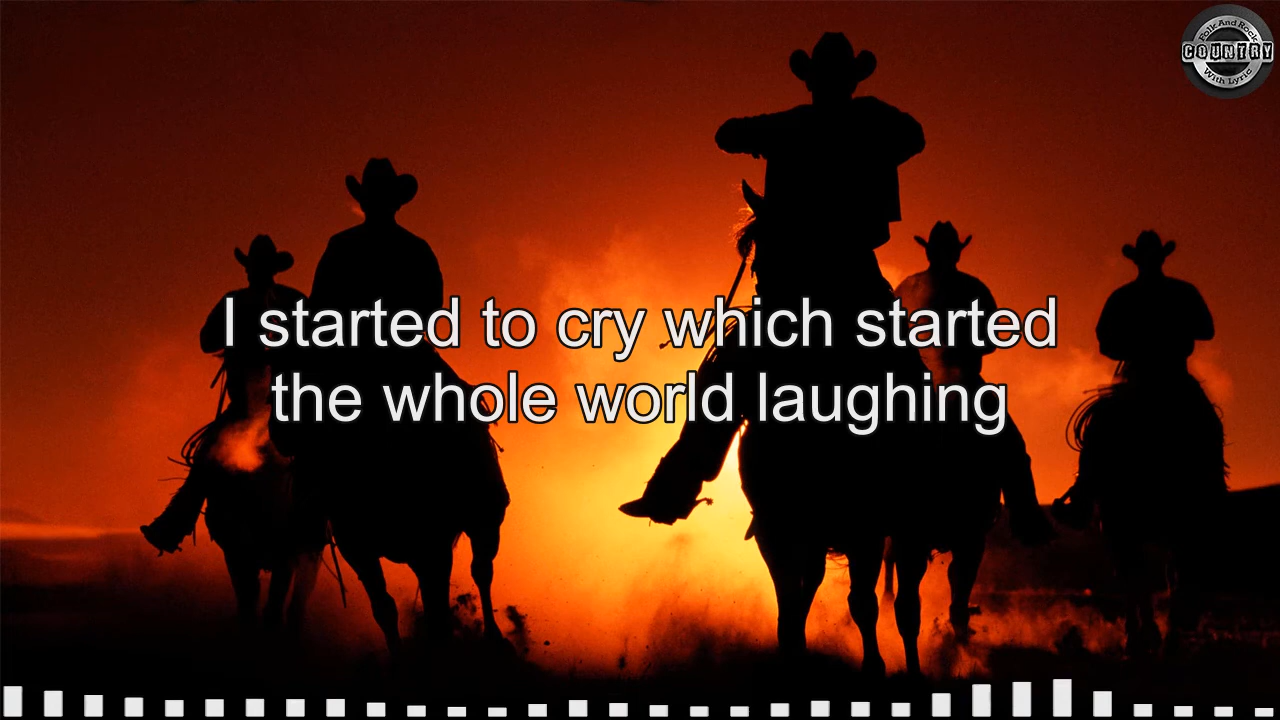 Folk And Rock
COUNTRY
With Lyric
I started to cry which started
the whole world laughing